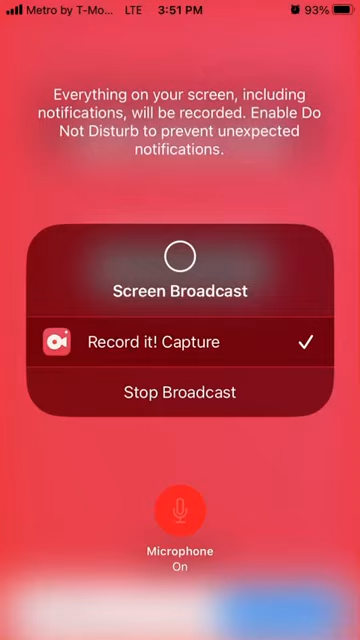 Metro by T-Mo... LTE 3:51 PM 93%
Everything on your screen, including
notifications, will be recorded. Enable Do
Not Disturb to prevent unexpected
notifications.
Screen Broadcast
Record it! Capture
Stop Broadcast
Microphone
On